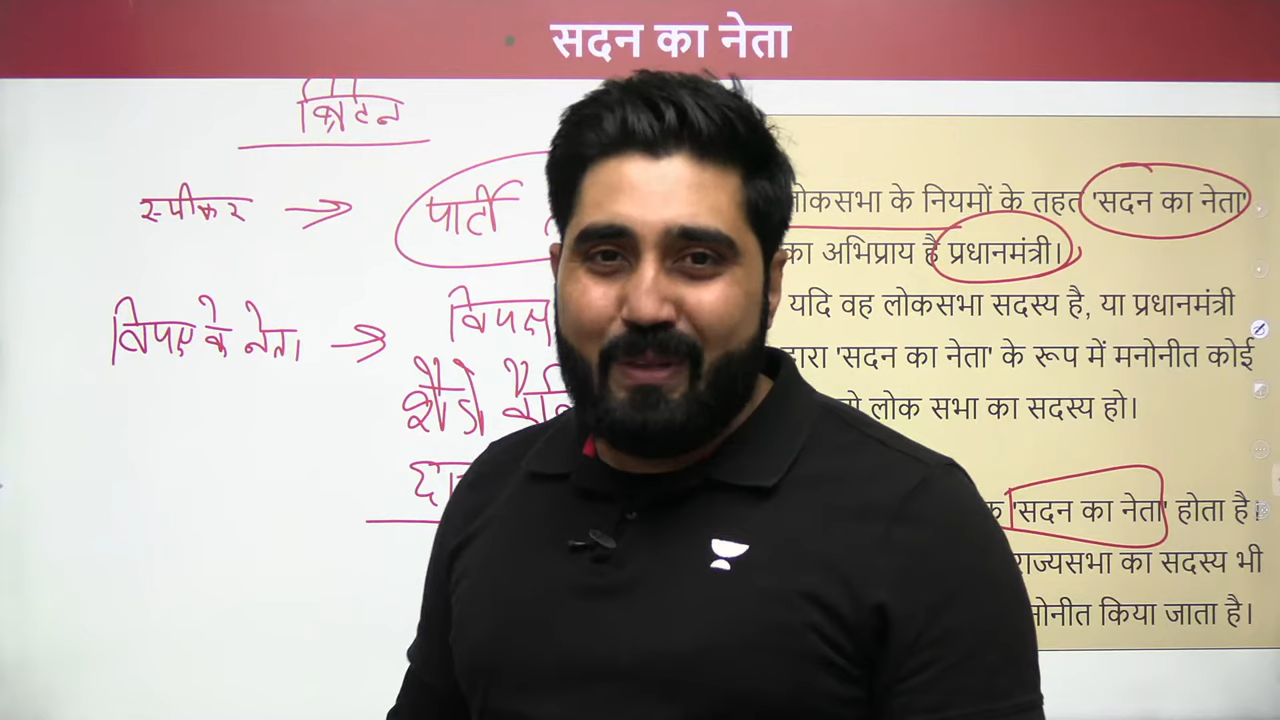 सदन का नेता
ब्रिटेन
स्पीकर → पार्टी
विपक्ष के नेता → विपक्ष
शैडो
लोकसभा के नियमों के तहत 'सदन का नेता'
का अभिप्राय है प्रधानमंत्री।
यदि वह लोकसभा सदस्य है, या प्रधानमंत्री
द्वारा 'सदन का नेता' के रूप में मनोनीत कोई
लोक सभा का सदस्य हो।
'सदन का नेता' होता है।
राज्यसभा का सदस्य भी
मनोनीत किया जाता है।